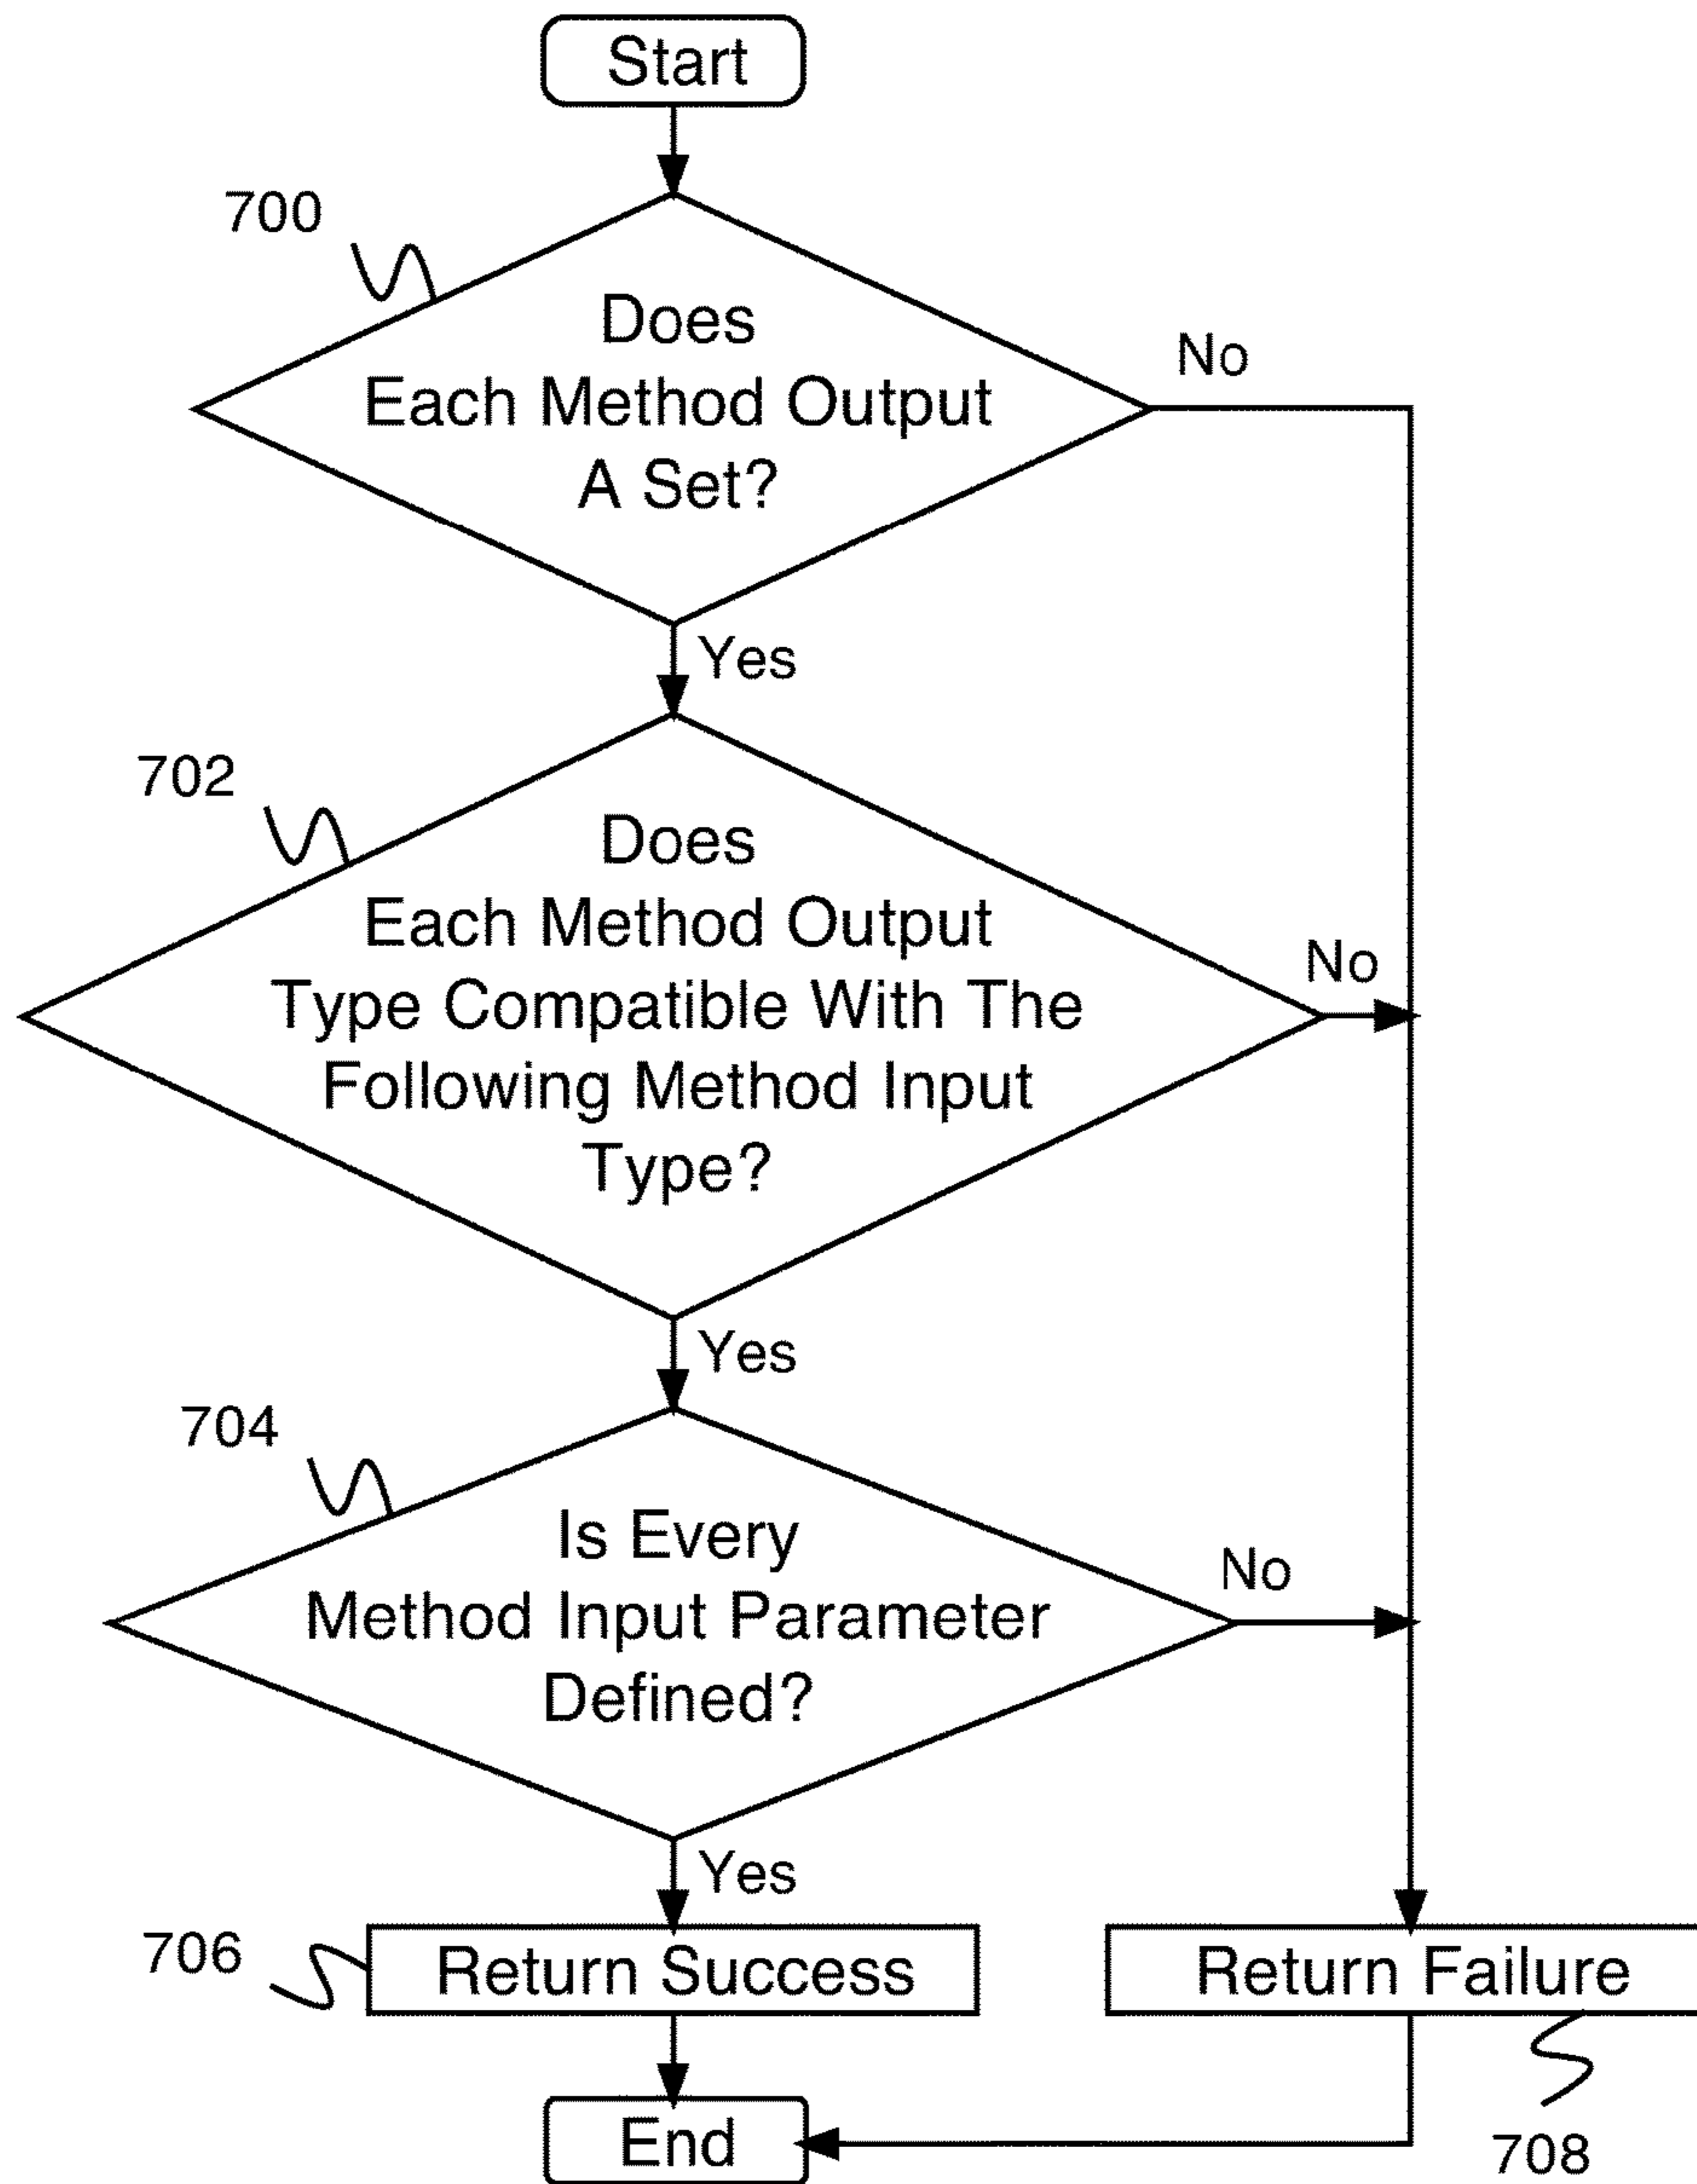 Start
700
Does
Each Method Output
A Set?
No
Yes
702
Does
Each Method Output
Type Compatible With The
Following Method Input
Type?
No
Yes
704
Is Every
Method Input Parameter
Defined?
No
Yes
706
Return Success
Return Failure
End
708